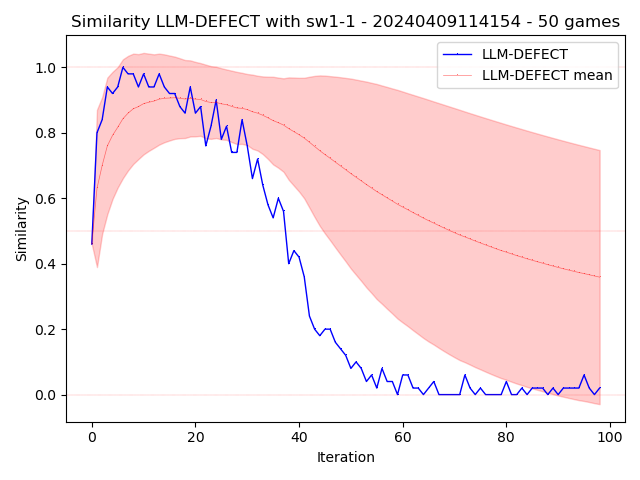 Similarity LLM-DEFECT with sw1-1 - 20240409114154 - 50 games
LLM-DEFECT
LLM-DEFECT mean
1.0
0.8
0.6
0.4
0.2
0.0
Similarity
0 20 40 60 80 100
Iteration